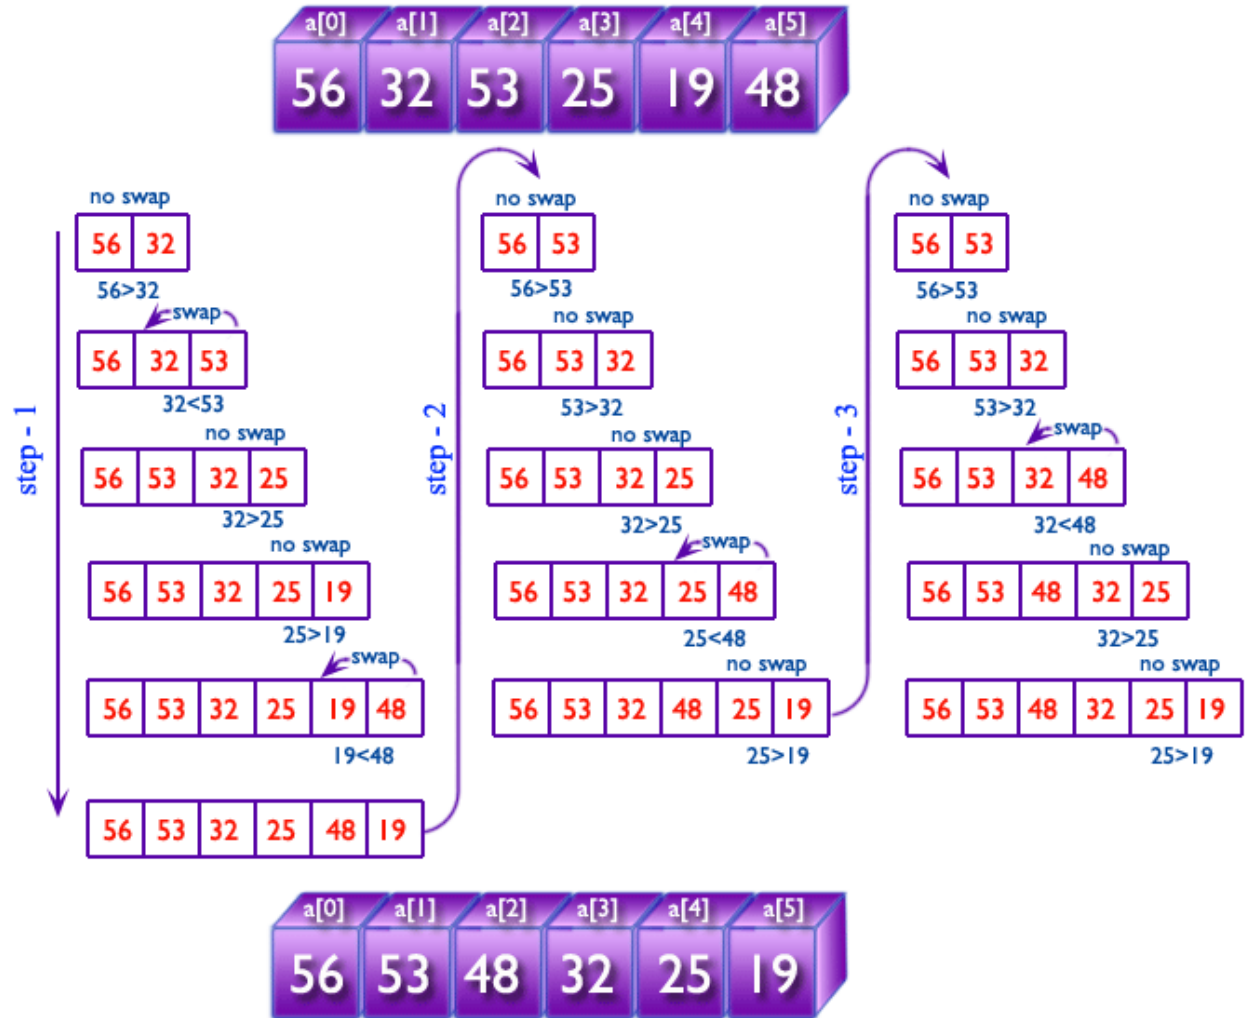 a[0] a[1] a[2] a[3] a[4] a[5]
56 32 53 25 19 48
step - 1
no swap
56 32
56>32
swap
56 32 53
32<53
no swap
56 53 32 25
32>25
no swap
56 53 32 25 19
25>19
swap
56 53 32 25 19 48
19<48
56 53 32 25 48 19
step - 2
no swap
56 53
56>53
no swap
56 53 32
53>32
no swap
56 53 32 25
32>25
swap
56 53 32 25 48
25<48
no swap
56 53 32 48 25 19
25>19
step - 3
no swap
56 53
56>53
no swap
56 53 32
53>32
swap
56 53 32 48
32<48
no swap
56 53 48 32 25
32>25
no swap
56 53 48 32 25 19
25>19
a[0] a[1] a[2] a[3] a[4] a[5]
56 53 48 32 25 19